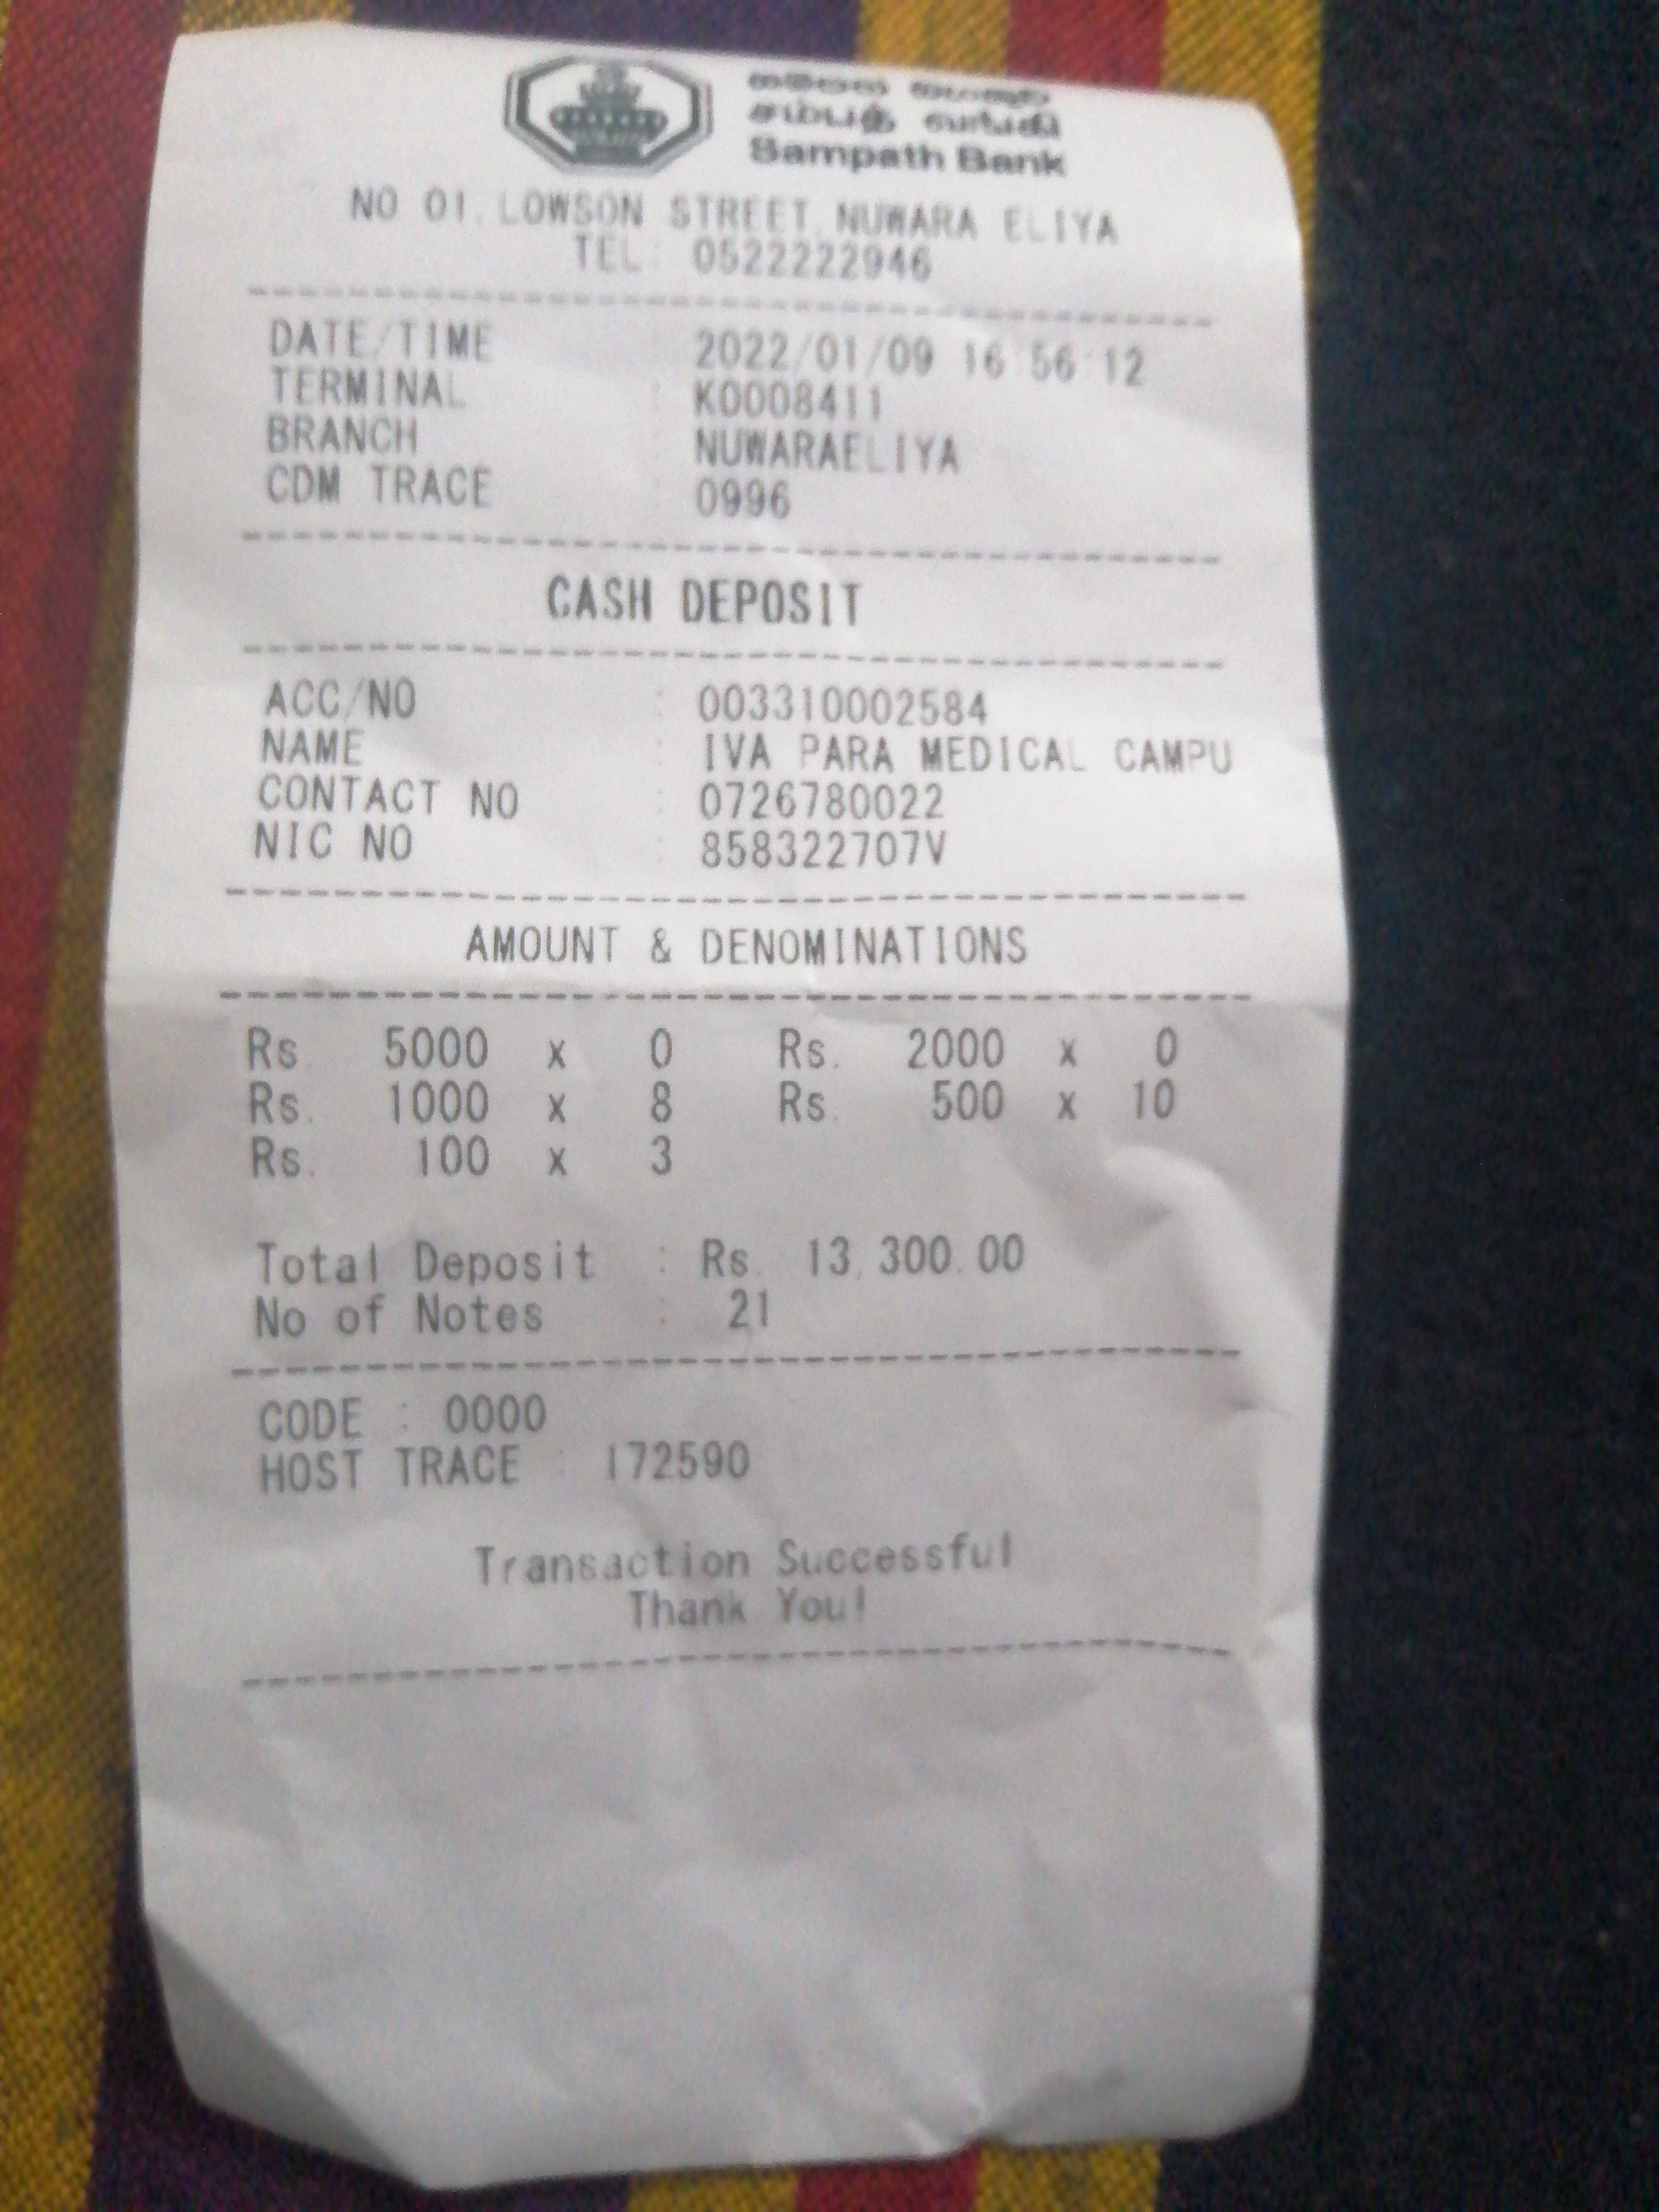 සම්පත් බැංකුව
சம்பத் வங்கி
Sampath Bank
NO 01, LOWSON STREET, NUWARA ELIYA
TEL: 0522222946
DATE/TIME : 2022/01/09 16:56:12
TERMINAL : K0008411
BRANCH : NUWARAELIYA
CDM TRACE : 0996
CASH DEPOSIT
ACC/NO : 003310002584
NAME : IVA PARA MEDICAL CAMPU
CONTACT NO : 0726780022
NIC NO : 858322707V
AMOUNT & DENOMINATIONS
Rs. 5000 x 0 Rs. 2000 x 0
Rs. 1000 x 8 Rs. 500 x 10
Rs. 100 x 3
Total Deposit : Rs. 13,300.00
No of Notes : 21
CODE : 0000
HOST TRACE : 172590
Transaction Successful
Thank You!